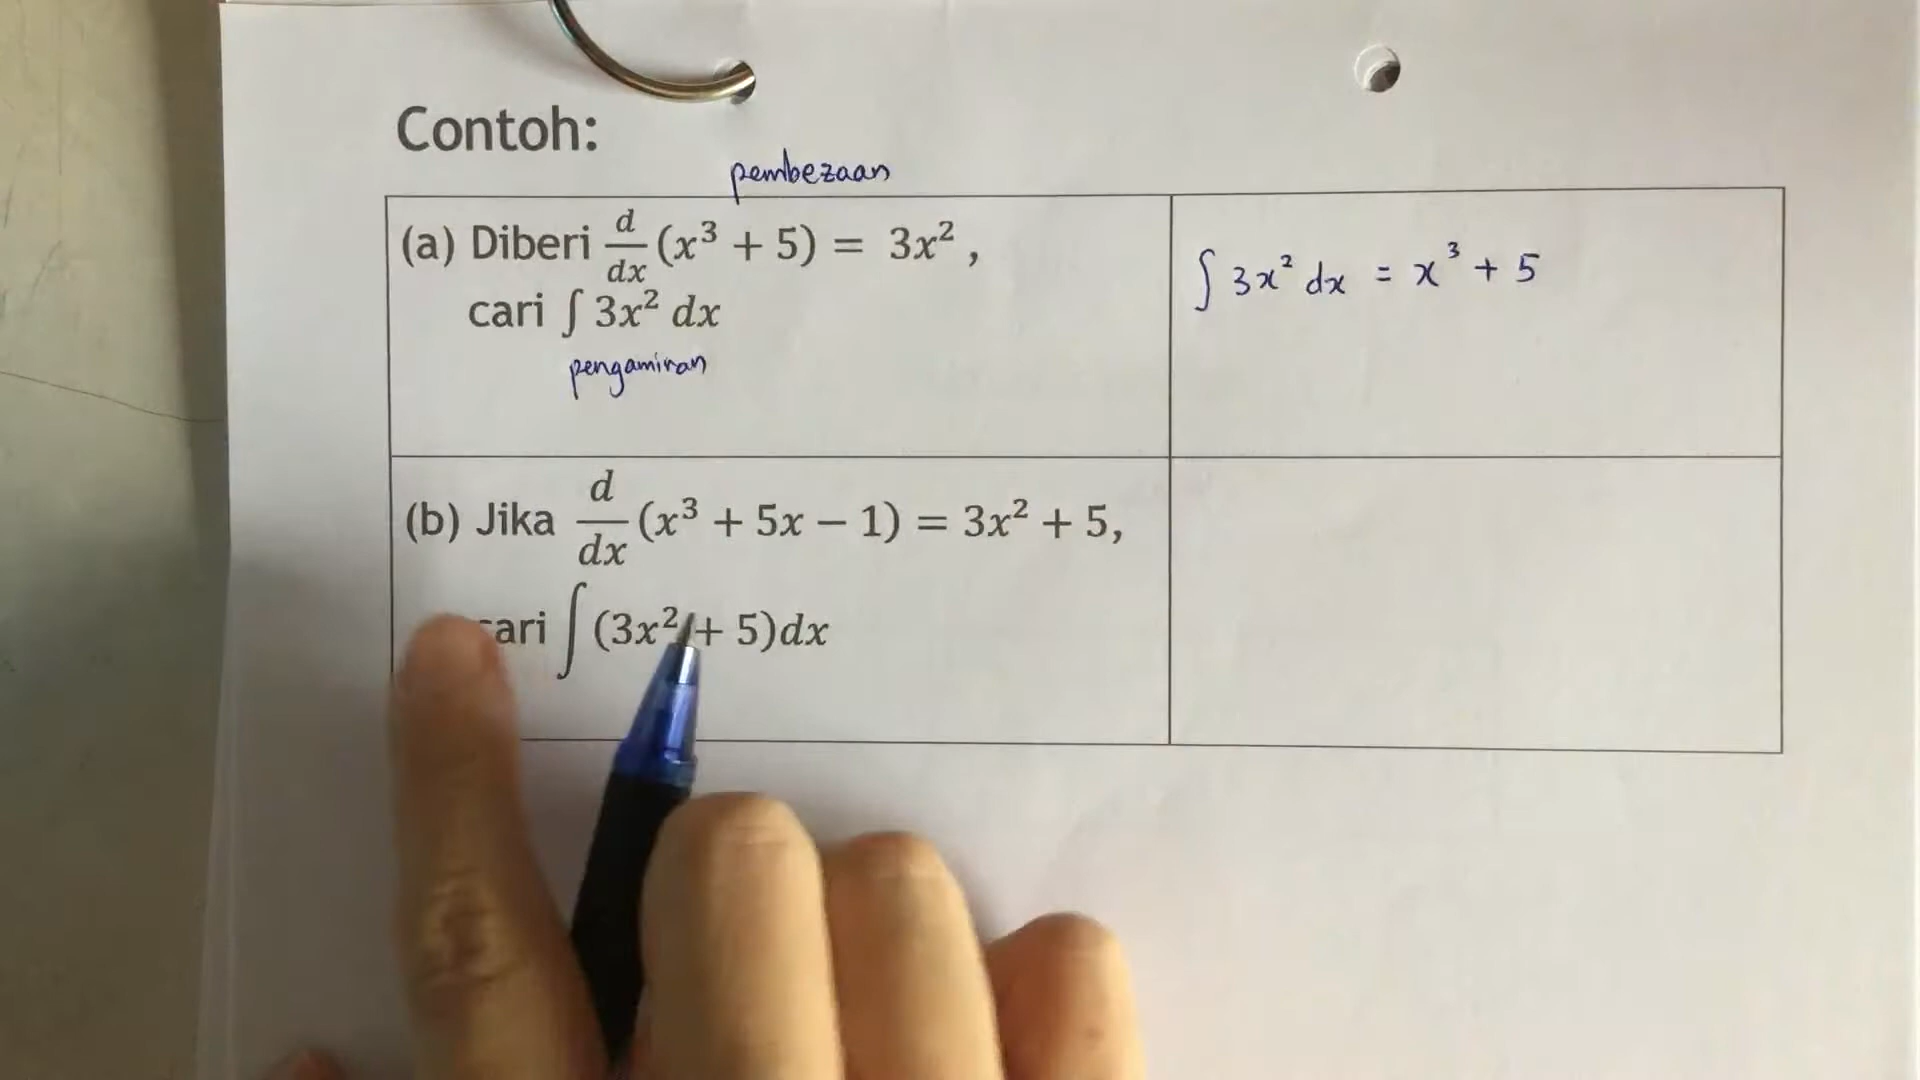 Contoh:
pembezaan
(a) Diberi d/dx (x³ + 5) = 3x²,
cari ∫ 3x² dx
pengamiran
∫ 3x² dx = x³ + 5
(b) Jika d/dx (x³ + 5x − 1) = 3x² + 5,
cari ∫ (3x² + 5)dx